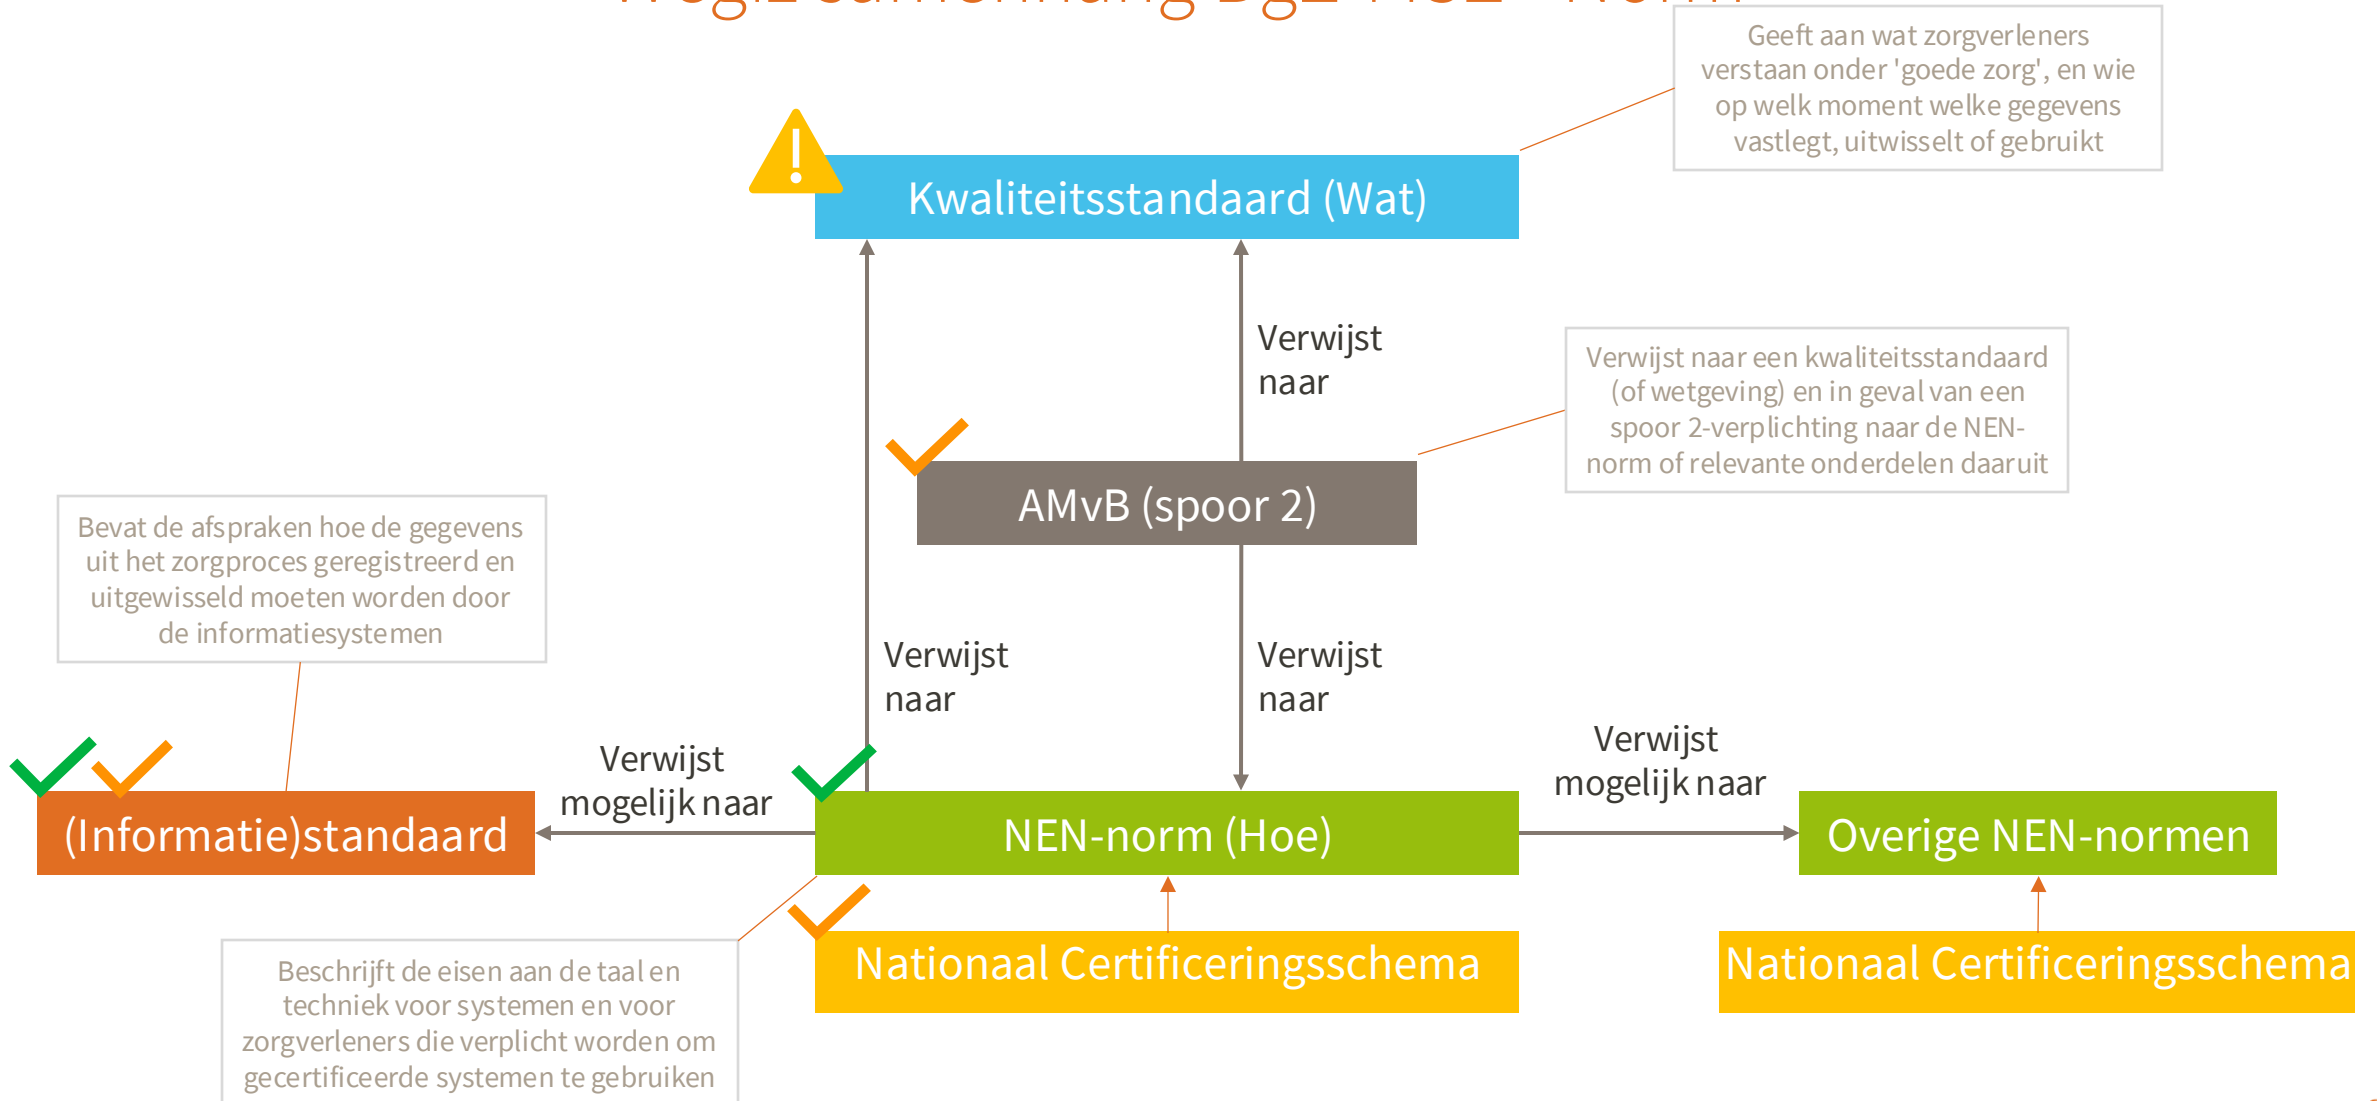 Geeft aan wat zorgverleners
verstaan onder 'goede zorg', en wie
op welk moment welke gegevens
vastlegt, uitwisselt of gebruikt
Kwaliteitsstandaard (Wat)
Verwijst
naar
Verwijst naar een kwaliteitsstandaard
(of wetgeving) en in geval van een
spoor 2-verplichting naar de NEN-
norm of relevante onderdelen daaruit
AMvB (spoor 2)
Bevat de afspraken hoe de gegevens
uit het zorgproces geregistreerd en
uitgewisseld moeten worden door
de informatiesystemen
Verwijst
naar
Verwijst
naar
Verwijst
mogelijk naar
Verwijst
mogelijk naar
(Informatie)standaard
NEN-norm (Hoe)
Overige NEN-normen
Nationaal Certificeringsschema
Nationaal Certificeringsschema
Beschrijft de eisen aan de taal en
techniek voor systemen en voor
zorgverleners die verplicht worden om
gecertificeerde systemen te gebruiken